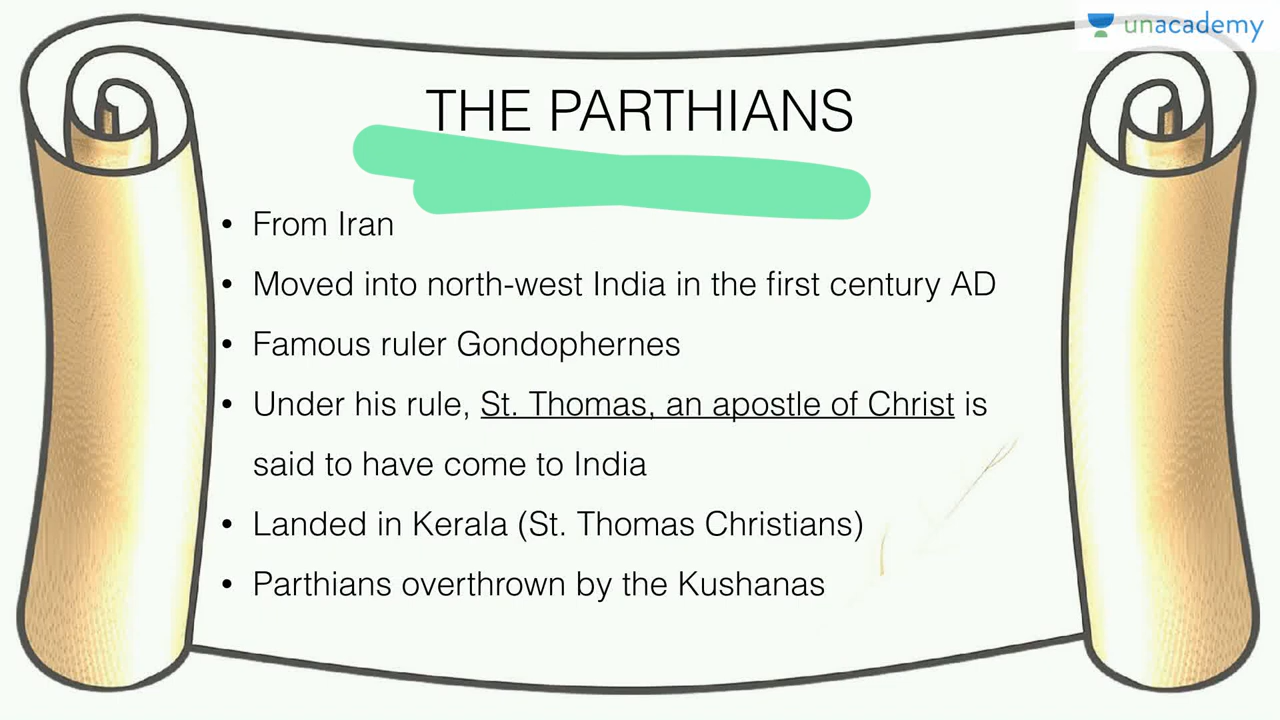 unacademy
THE PARTHIANS
• From Iran
• Moved into north-west India in the first century AD
• Famous ruler Gondophernes
• Under his rule, St. Thomas, an apostle of Christ is
said to have come to India
• Landed in Kerala (St. Thomas Christians)
• Parthians overthrown by the Kushanas